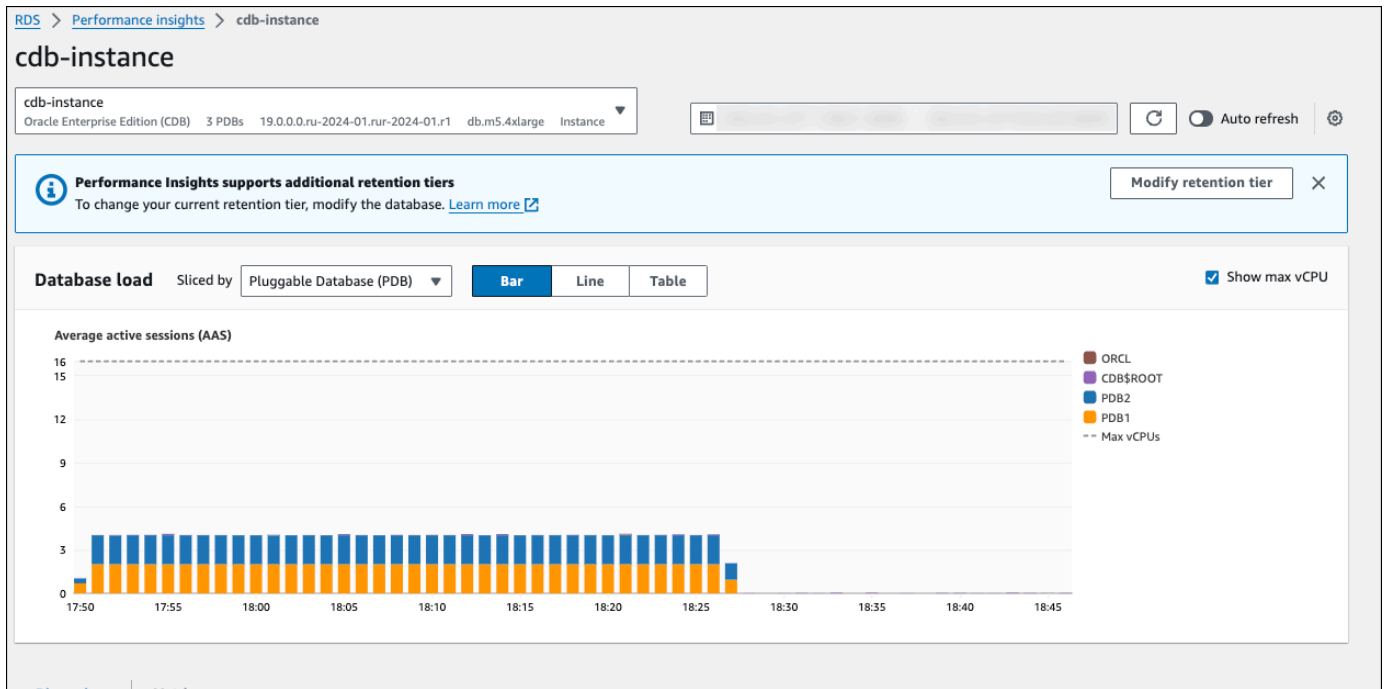 RDS > Performance insights > cdb-instance
cdb-instance
cdb-instance
Oracle Enterprise Edition (CDB) 3 PDBs 19.0.0.0.ru-2024-01.rur-2024-01.r1 db.m5.4xlarge Instance
Auto refresh
Performance Insights supports additional retention tiers
To change your current retention tier, modify the database. Learn more
Modify retention tier
Database load Sliced by Pluggable Database (PDB) Bar Line Table
Show max vCPU
Average active sessions (AAS)
16
15
12
9
6
3
0
17:50 17:55 18:00 18:05 18:10 18:15 18:20 18:25 18:30 18:35 18:40 18:45
ORCL
CDB$ROOT
PDB2
PDB1
Max vCPUs